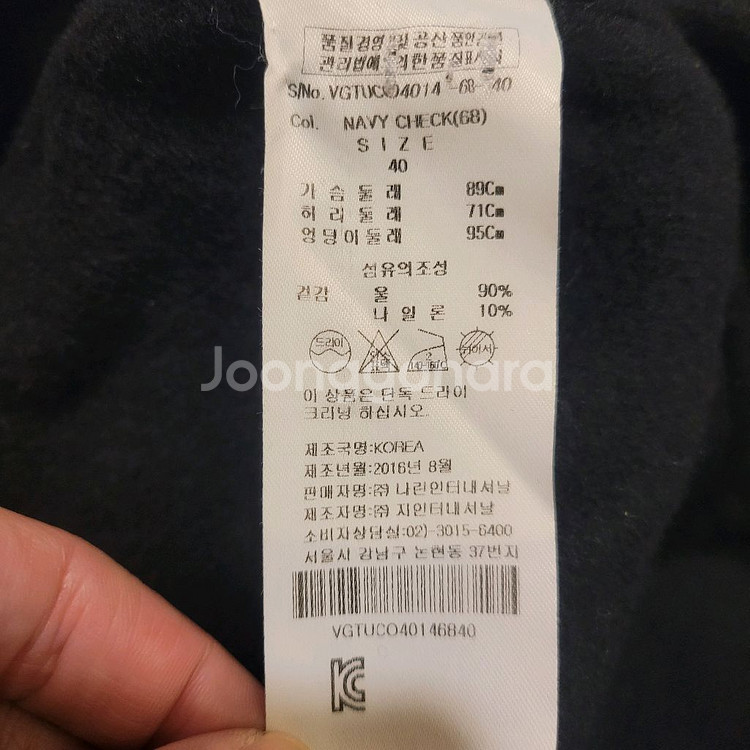 품질경영 및 공산품안전
관리법에 의한 품질표시
S/No. VGTUCO4014 -68- 40
Col. NAVY CHECK(68)
SIZE
40
가슴둘레 89Cm
허리둘레 71Cm
엉덩이둘레 95Cm
섬유의조성
겉감 울 90%
나일론 10%
드라이 2 뉘어서
Joonggonara
이 상품은 단독 드라이
크리닝 하십시오.
제조국명:KOREA
제조년월:2016년 8월
판매자명:㈜ 나린인터내셔날
제조자명:㈜ 지인터내셔날
소비자상담실:02)-3015-6400
서울시 강남구 논현동 37번지
VGTUCO40146840